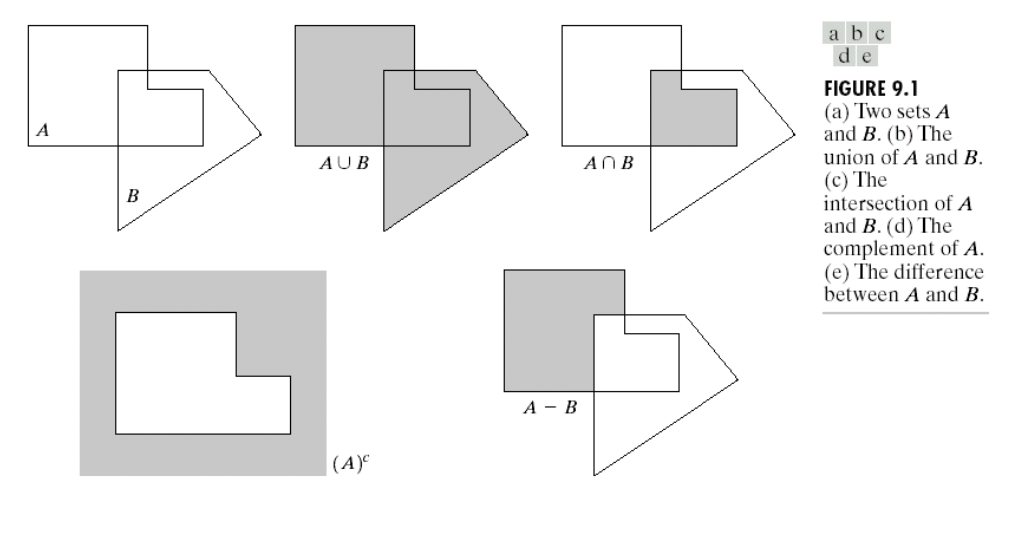 A
B
A ∪ B
A ∩ B
(A)ᶜ
A − B
a b c
d e
FIGURE 9.1
(a) Two sets A
and B. (b) The
union of A and B.
(c) The
intersection of A
and B. (d) The
complement of A.
(e) The difference
between A and B.